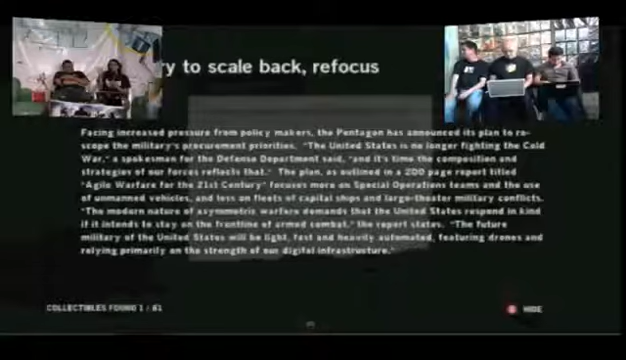 ry to scale back, refocus
Facing increased pressure from policy makers, the Pentagon has announced its plan to re-
scope the military's procurement priorities. "The United States is no longer fighting the Cold
War," a spokesman for the Defense Department said, "and it's time the composition and
strategies of our forces reflects that." The plan, as outlined in a 200 page report titled
"Agile Warfare for the 21st Century" focuses more on Special Operations teams and the use
of unmanned vehicles, and less on fleets of capital ships and large-theater military conflicts.
"The modern nature of asymmetric warfare demands that the United States respond in kind
if it intends to stay on the frontline of armed combat," the report states. "The future
military of the United States will be light, fast and heavily automated, featuring drones and
relying primarily on the strength of our digital infrastructure."
COLLECTIBLES FOUND 1 / 61
HIDE